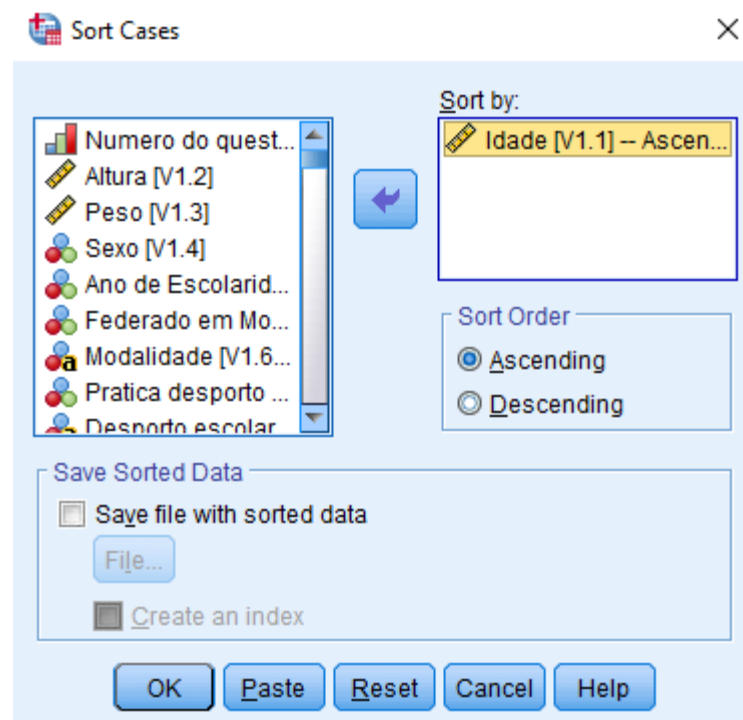 Sort Cases
Sort by:
Numero do quest...
Altura [V1.2]
Peso [V1.3]
Sexo [V1.4]
Ano de Escolarid...
Federado em Mo...
Modalidade [V1.6...
Pratica desporto ...
Desporto escolar
Idade [V1.1] -- Ascen...
Sort Order
Ascending
Descending
Save Sorted Data
Save file with sorted data
File...
Create an index
OK Paste Reset Cancel Help